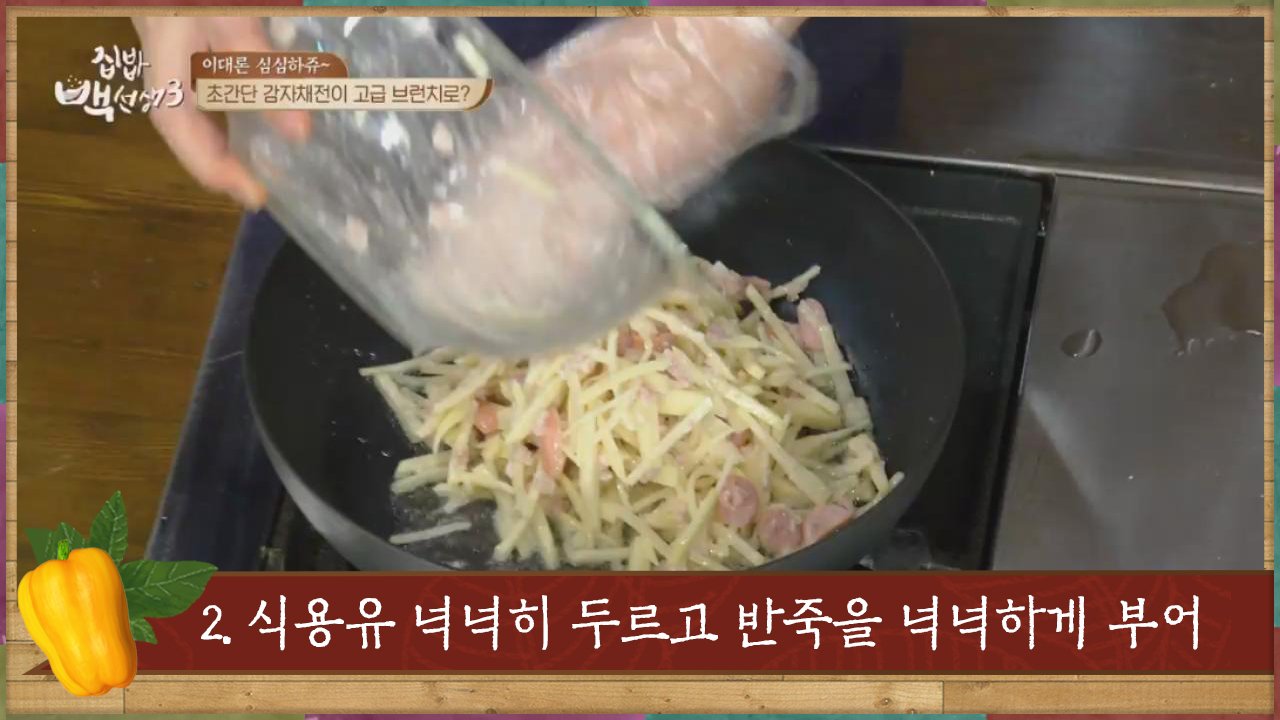 집밥
백선생3
이대론 심심하쥬~
초간단 감자채전이 고급 브런치로?
2. 식용유 넉넉히 두르고 반죽을 넉넉하게 부어